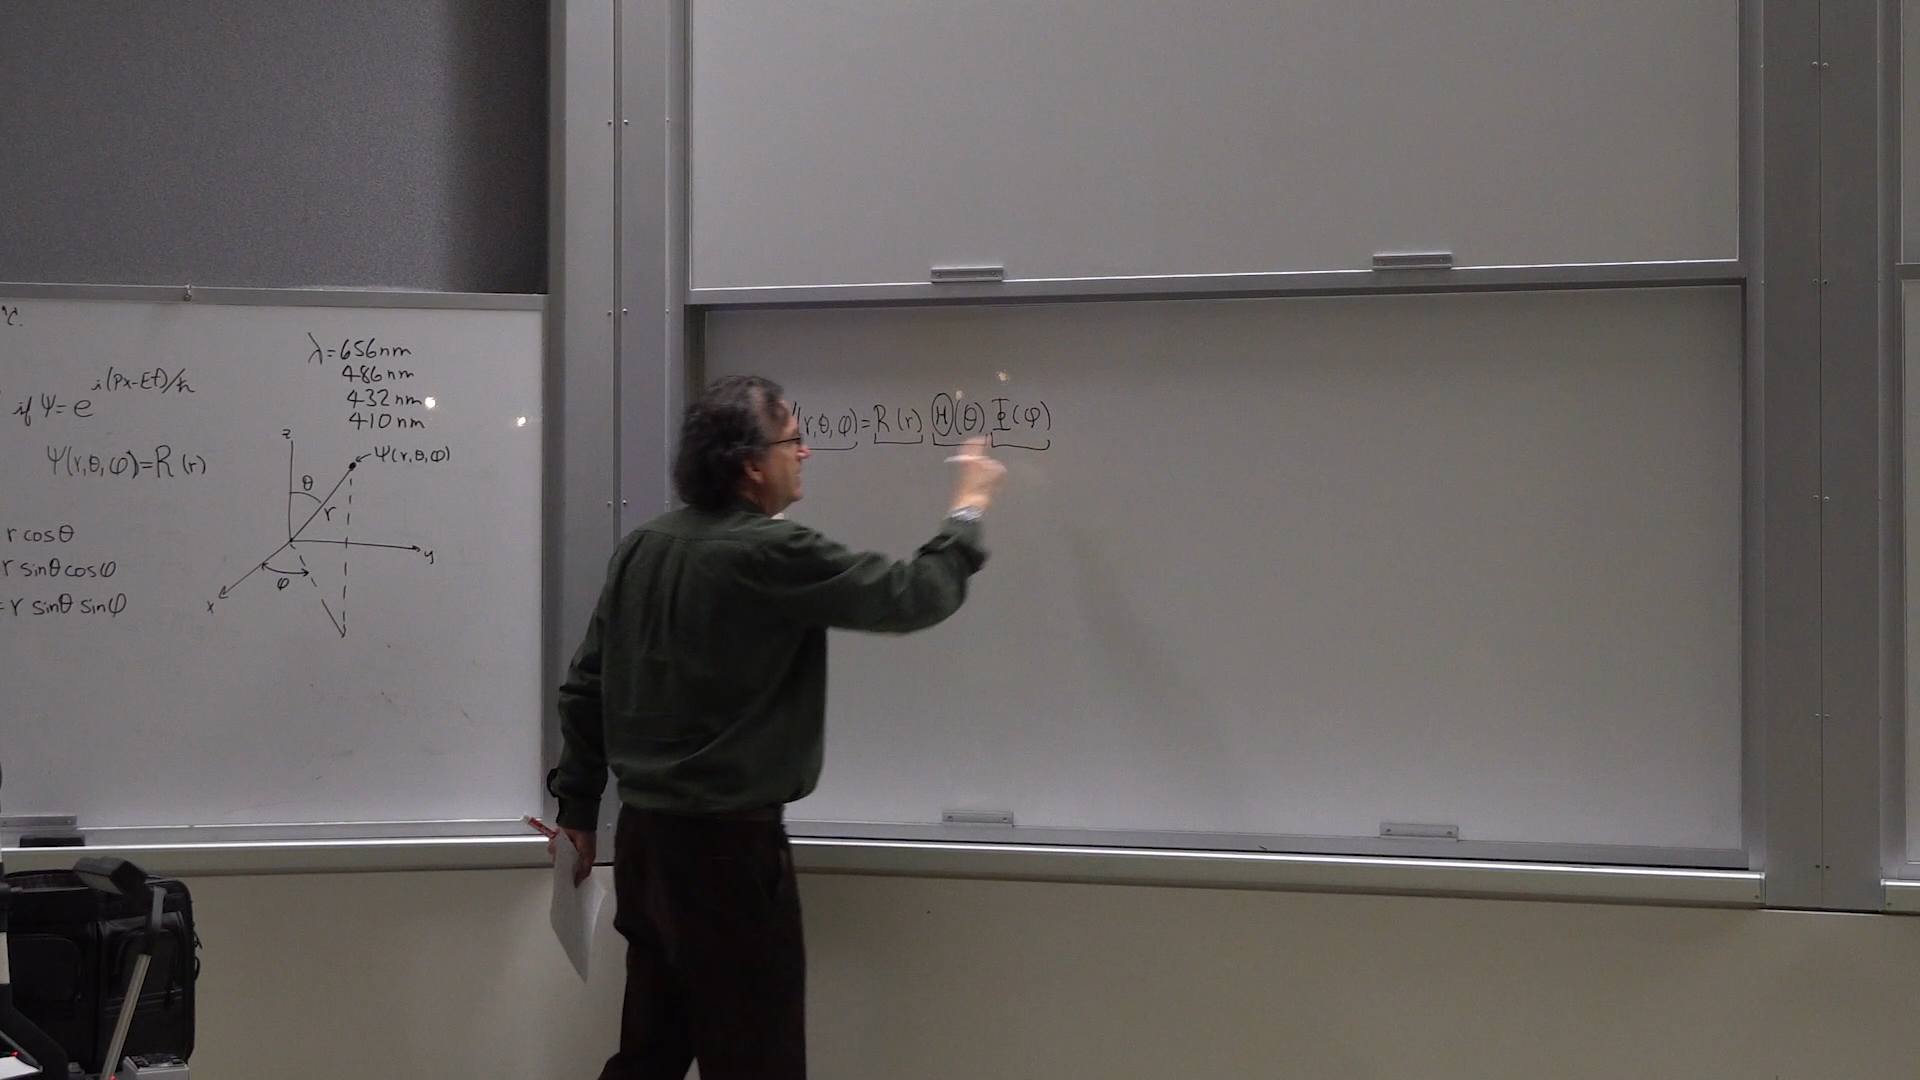 if Ψ = e^{i(Px-Et)/ħ}
Ψ(r,θ,φ)=R(r)
r cosθ
r sinθ cosφ
= r sinθ sinφ
λ=656nm
486nm
432nm
410nm
z
Ψ(r,θ,φ)
θ
r
y
φ
x
(r,θ,φ)=R(r) Θ(θ) Φ(φ)